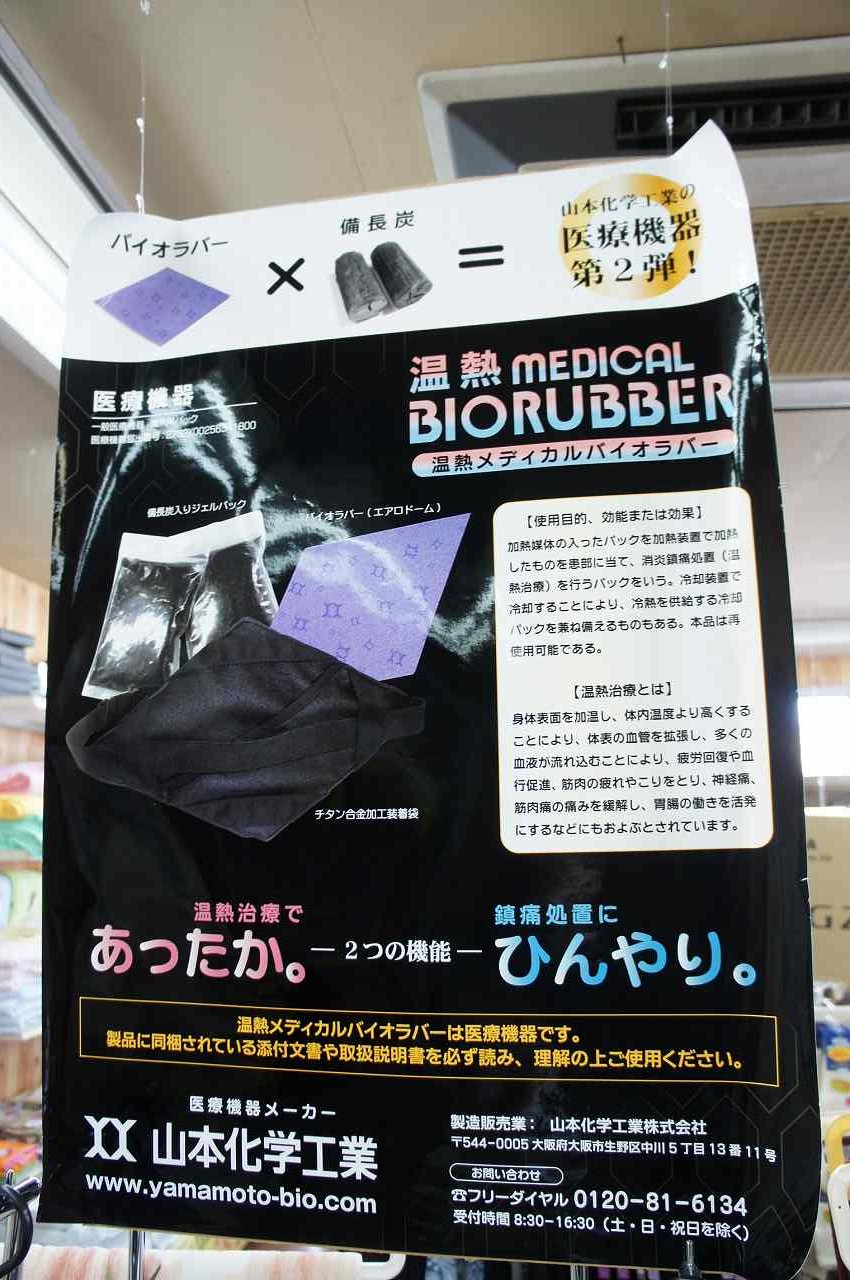 バイオラバー
×
備長炭
=
山本化学工業の
医療機器
第2弾!
温熱 MEDICAL
BIORUBBER
温熱メディカルバイオラバー
医療機器
一般医療機器
医療機器届出番号:
備長炭入りジェルパック
バイオラバー(エアロドーム)
チタン合金加工装着袋
【使用目的、効能または効果】
加熱媒体の入ったパックを加熱装置で加熱
したものを患部に当て、消炎鎮痛処置(温
熱治療)を行うパックをいう。冷却装置で
冷却することにより、冷熱を供給する冷却
パックを兼ね備えるものもある。本品は再
使用可能である。
【温熱治療とは】
身体表面を加温し、体内温度より高くする
ことにより、体表の血管を拡張し、多くの
血液が流れ込むことにより、疲労回復や血
行促進、筋肉の疲れやこりをとり、神経痛、
筋肉痛の痛みを緩解し、胃腸の働きを活発
にするなどにもおよぶとされています。
温熱治療で
あったか。
― 2つの機能 ―
鎮痛処置に
ひんやり。
温熱メディカルバイオラバーは医療機器です。
製品に同梱されている添付文書や取扱説明書を必ず読み、理解の上ご使用ください。
医療機器メーカー
山本化学工業
www.yamamoto-bio.com
製造販売業: 山本化学工業株式会社
〒544-0005 大阪府大阪市生野区中川5丁目13番11号
お問い合わせ
☎フリーダイヤル 0120-81-6134
受付時間 8:30-16:30 (土・日・祝日を除く)